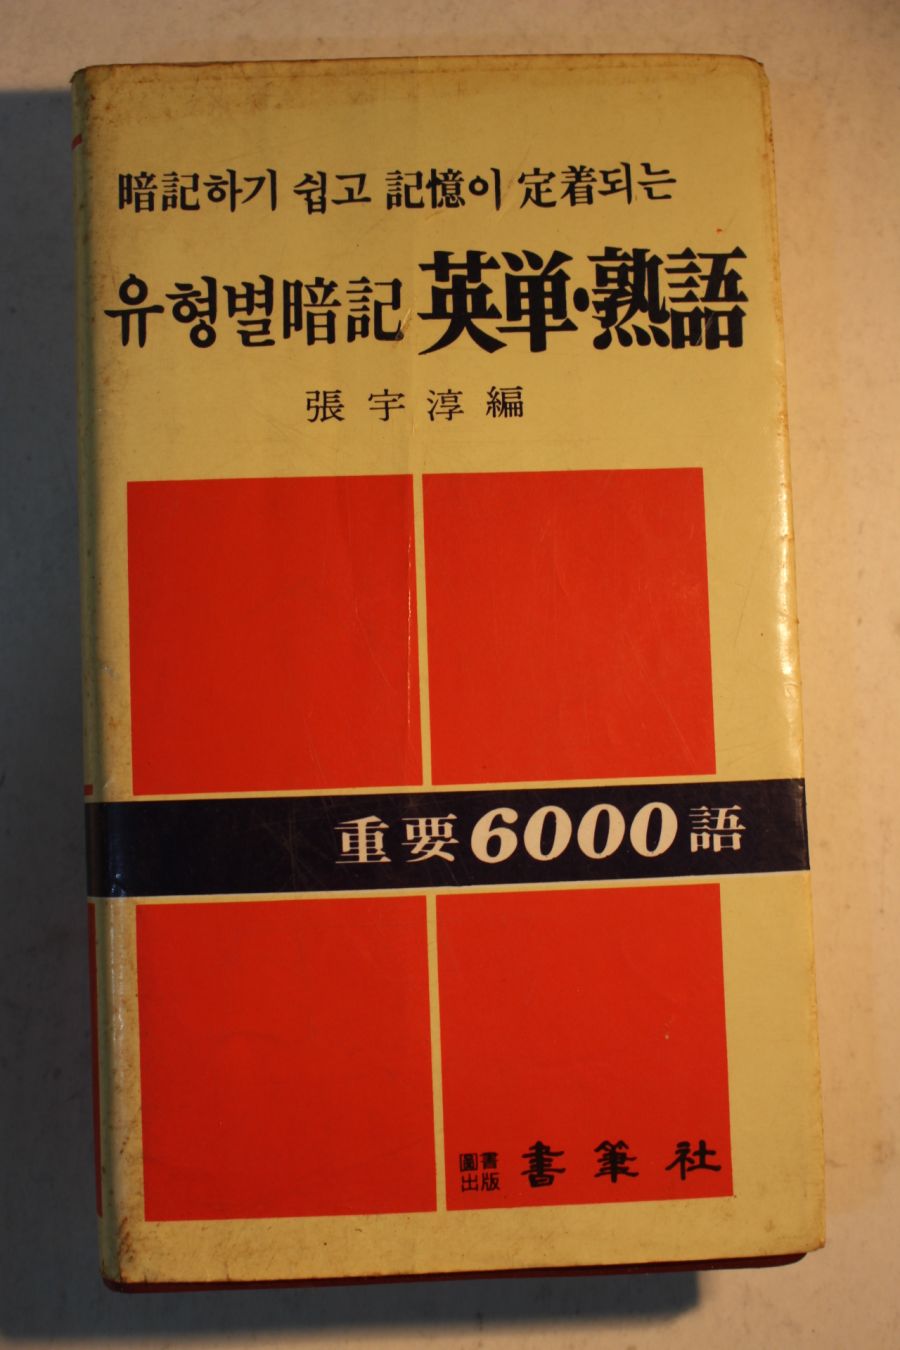 暗記하기 쉽고 記憶이 定着되는
유형별暗記 英単·熟語
張宇淳編
重要6000語
圖書出版 書筆社